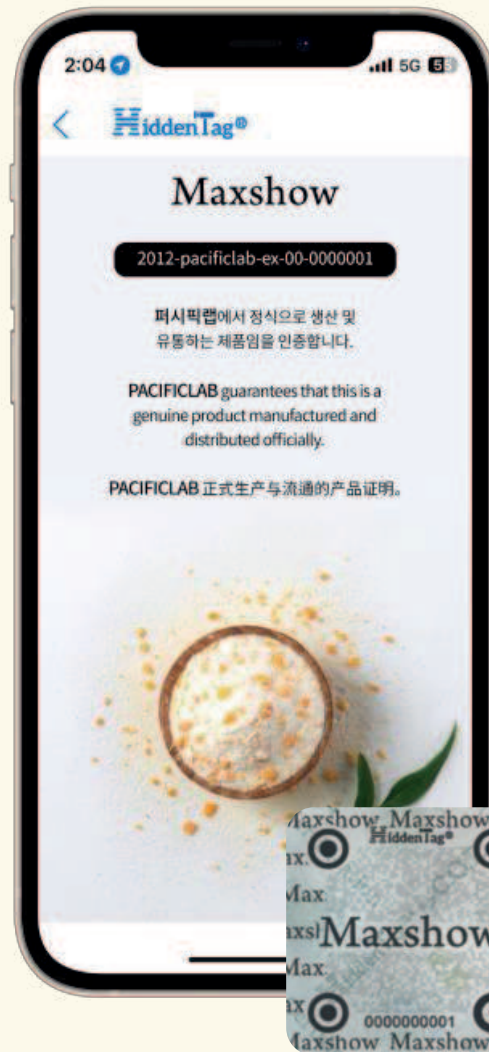 2:04
5G
HiddenTag®
Maxshow
2012-pacificlab-ex-00-0000001
퍼시픽랩에서 정식으로 생산 및
유통하는 제품임을 인증합니다.
PACIFICLAB guarantees that this is a
genuine product manufactured and
distributed officially.
PACIFICLAB 正式生产与流通的产品证明。
Maxshow Maxshow
HiddenTag®
Max
Maxshow
Max
0000000001
Maxshow Maxshow